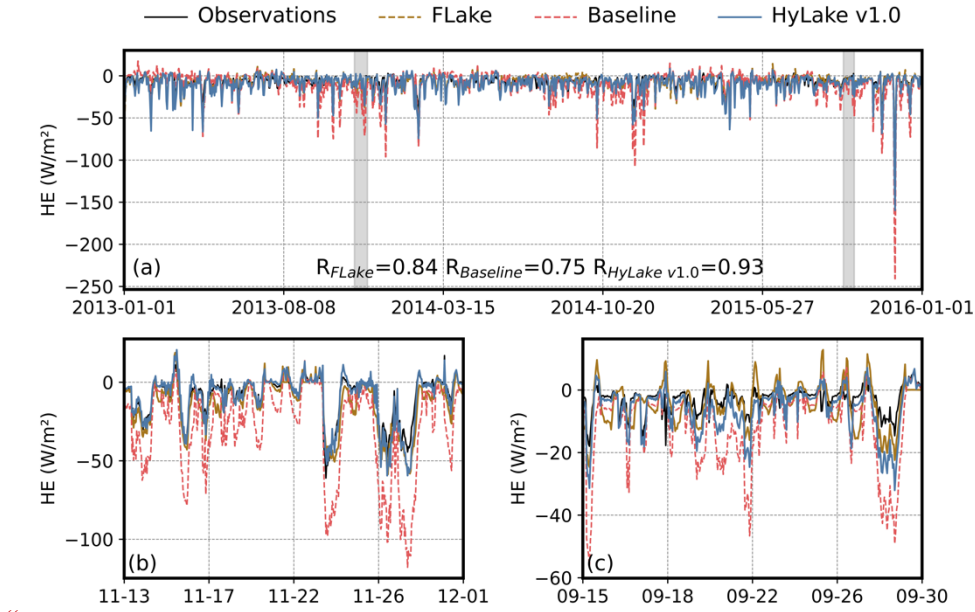 Observations FLake Baseline HyLake v1.0
HE (W/m²)
0
−50
−100
−150
−200
−250
(a)
R_FLake=0.84 R_Baseline=0.75 R_HyLake v1.0=0.93
2013-01-01 2013-08-08 2014-03-15 2014-10-20 2015-05-27 2016-01-01
HE (W/m²)
0
−50
−100
(b)
11-13 11-17 11-22 11-26 12-01
HE (W/m²)
0
−20
−40
−60
(c)
09-15 09-18 09-22 09-26 09-30